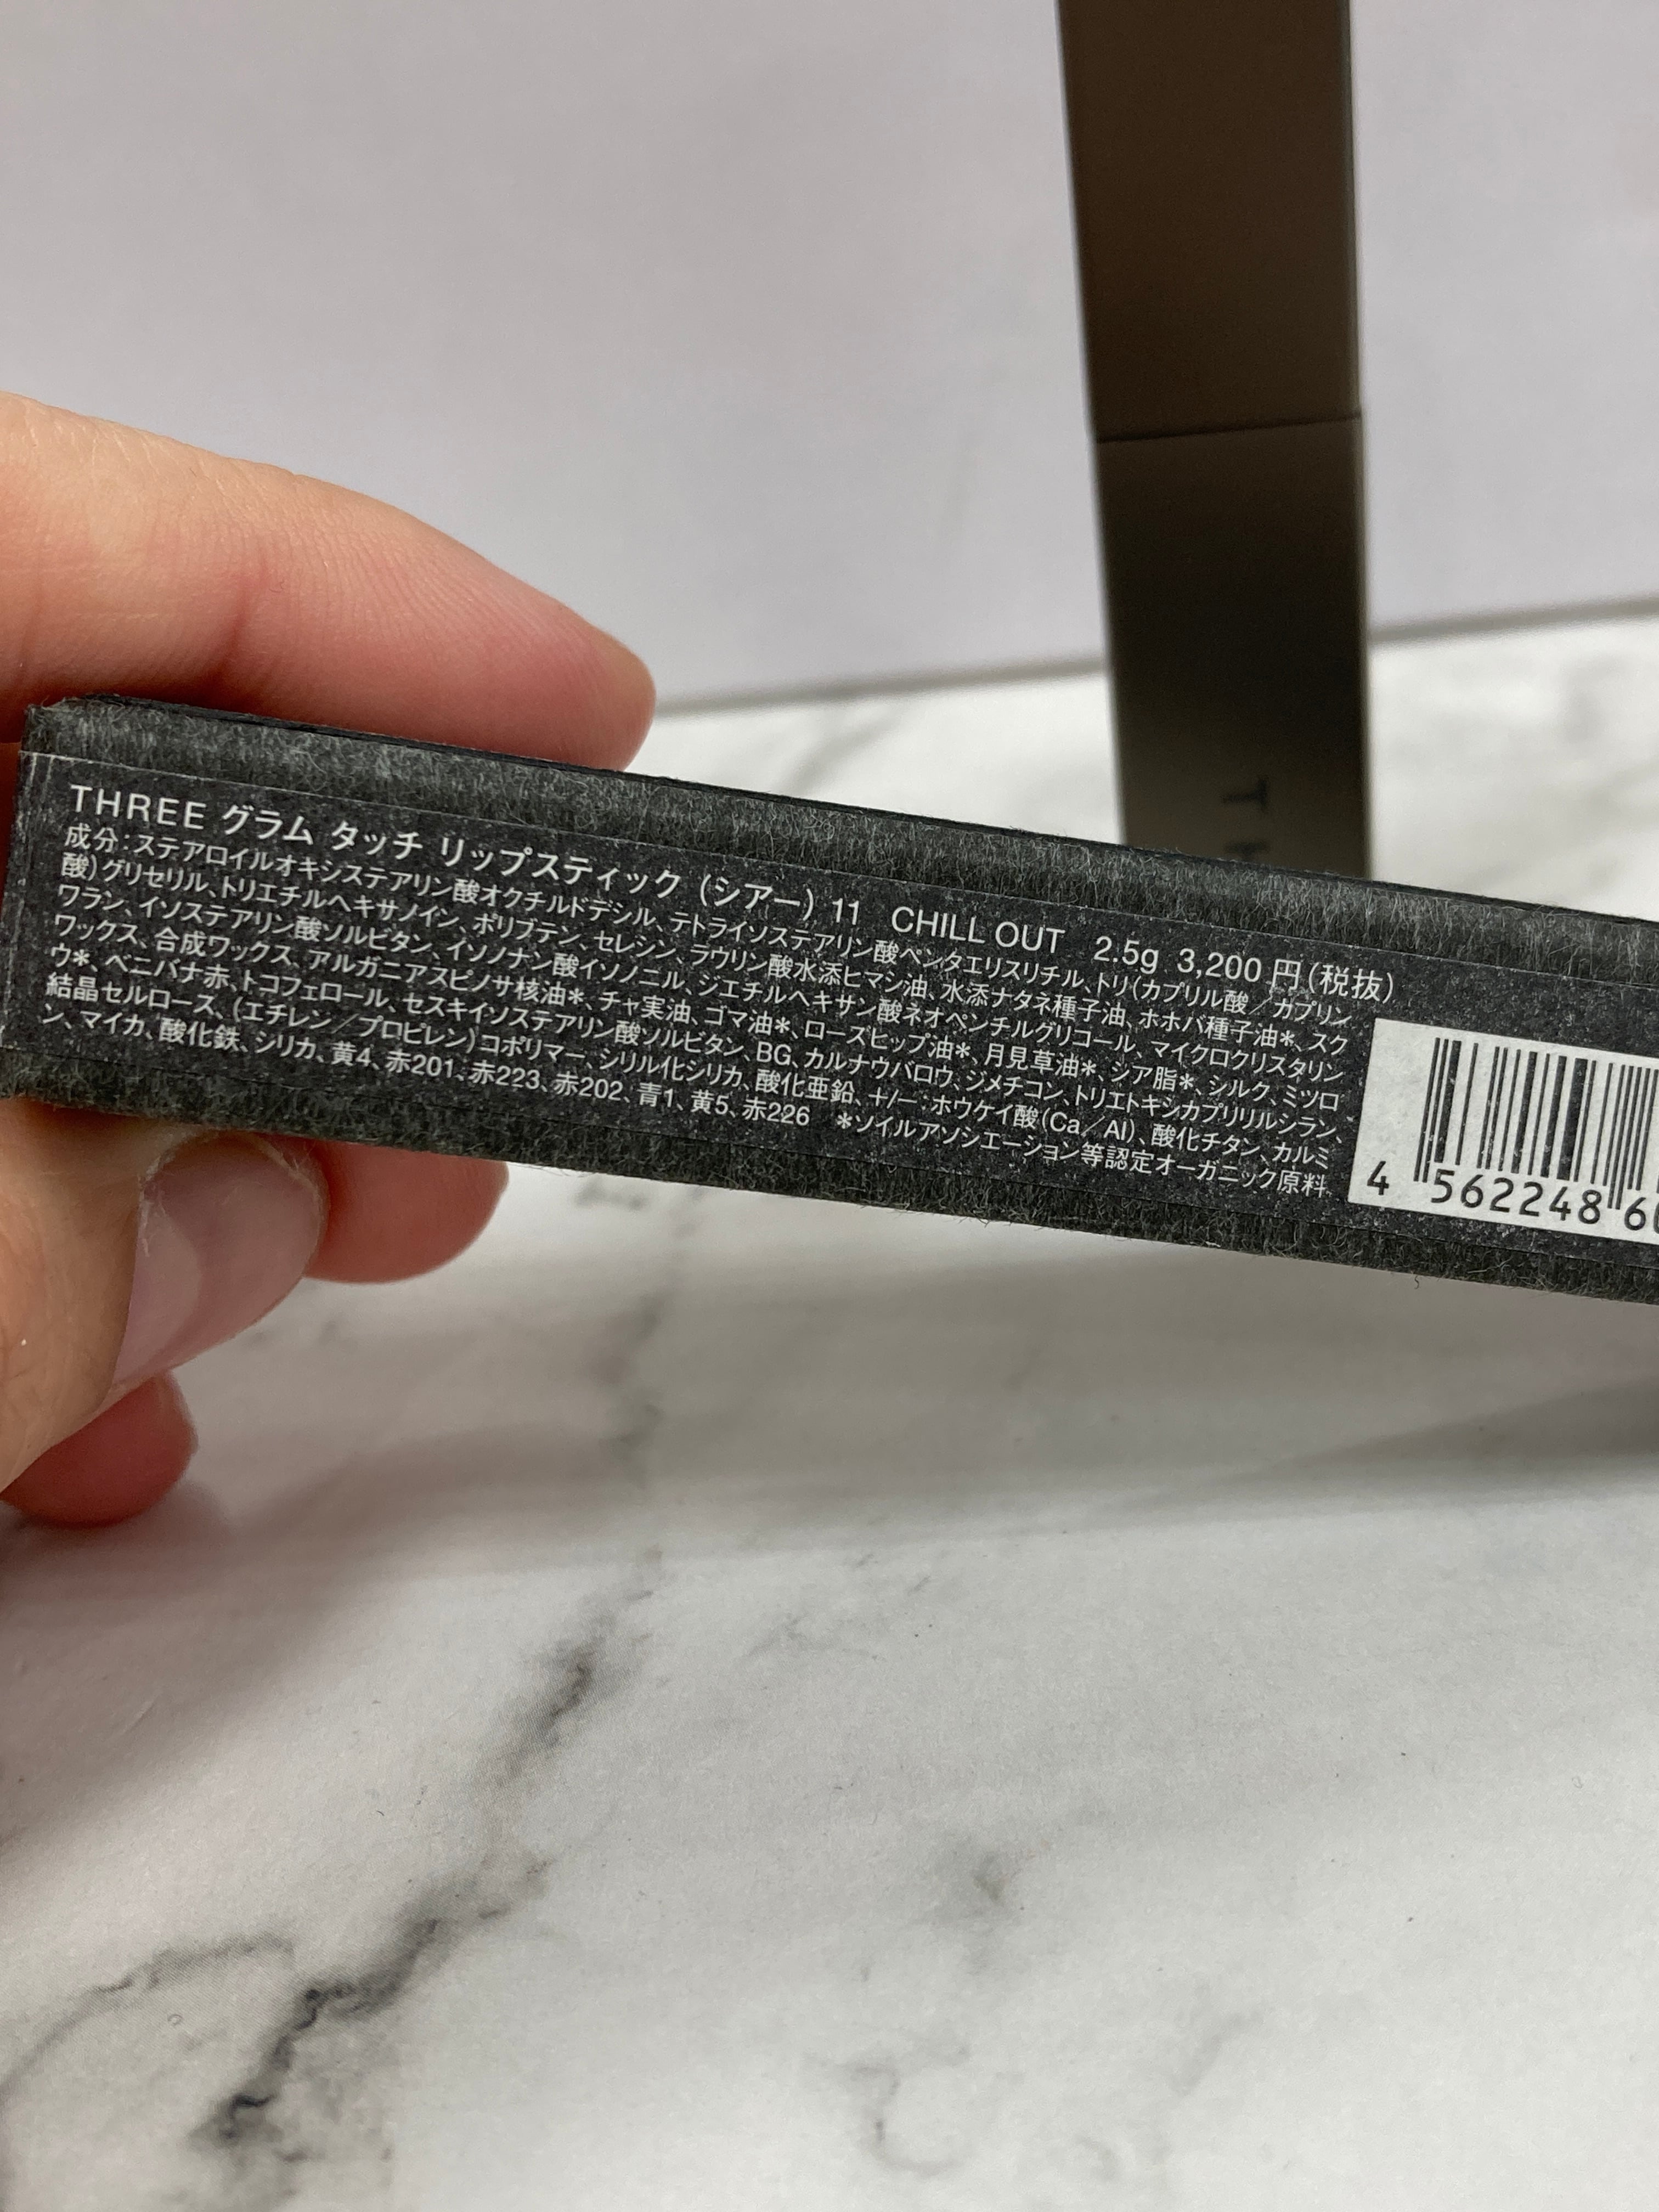 THREE グラム タッチ リップスティック (シアー) 11 CHILL OUT 2.5g 3,200円(税抜)
成分:ステアロイルオキシステアリン酸オクチルドデシル、テトライソステアリン酸ペンタエリスリチル、トリ(カプリル酸/カプリン
酸)グリセリル、トリエチルヘキサノイン、ポリブテン、セレシン、ラウリン酸水添ヒマシ油、水添ナタネ種子油、ホホバ種子油*、スク
ワラン、イソステアリン酸ソルビタン、イソノナン酸イソノニル、ジエチルヘキサン酸ネオペンチルグリコール、マイクロクリスタリン
ワックス、合成ワックス、アルガニアスピノサ核油*、チャ実油、ゴマ油*、ローズヒップ油*、月見草油*、シア脂*、シルク、ミツロ
ウ*、ベニバナ赤、トコフェロール、セスキイソステアリン酸ソルビタン、BG、カルナウバロウ、ジメチコン、トリエトキシカプリリルシラン、
結晶セルロース、(エチレン/プロピレン)コポリマー、シリル化シリカ、酸化亜鉛、+/-:ホウケイ酸(Ca/Al)、酸化チタン、カルミ
ン、マイカ、酸化鉄、シリカ、黄4、赤201、赤223、赤202、青1、黄5、赤226 *ソイルアソシエーション等認定オーガニック原料
4 562248 6
TH